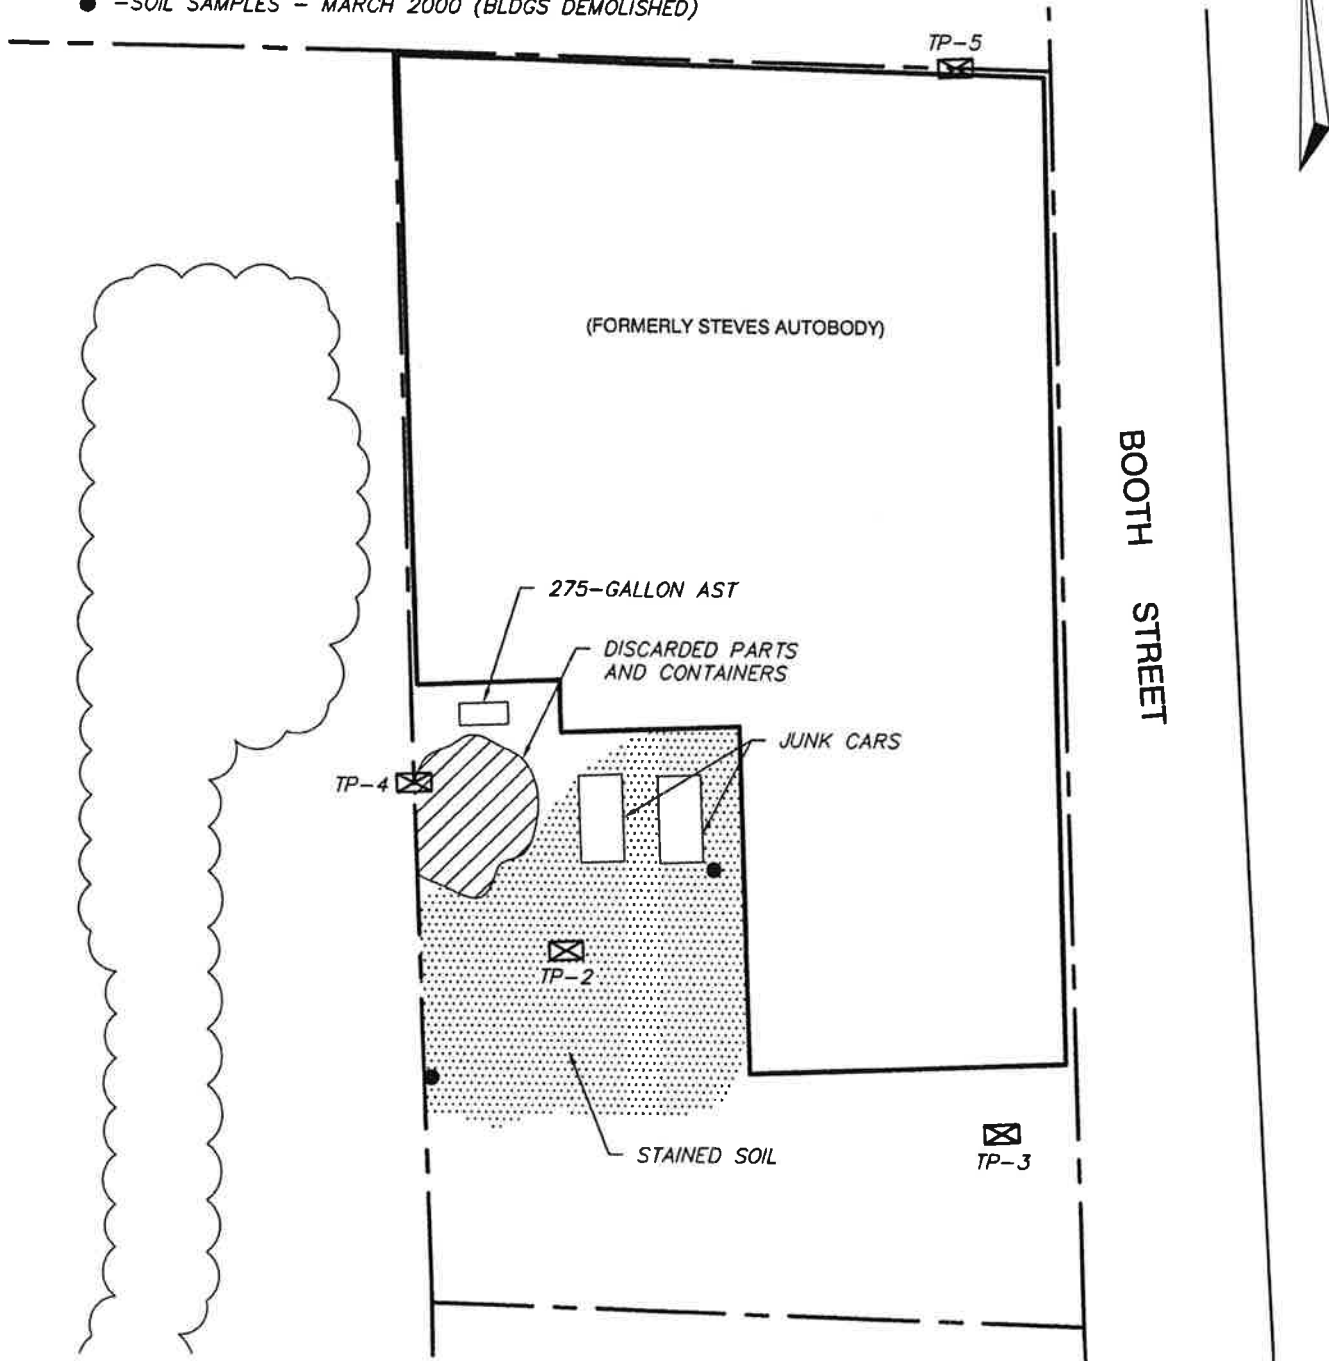 ● -SOIL SAMPLES - MARCH 2000 (BLDGS DEMOLISHED)
TP-5
(FORMERLY STEVES AUTOBODY)
BOOTH STREET
275-GALLON AST
DISCARDED PARTS
AND CONTAINERS
JUNK CARS
TP-4
TP-2
STAINED SOIL
TP-3